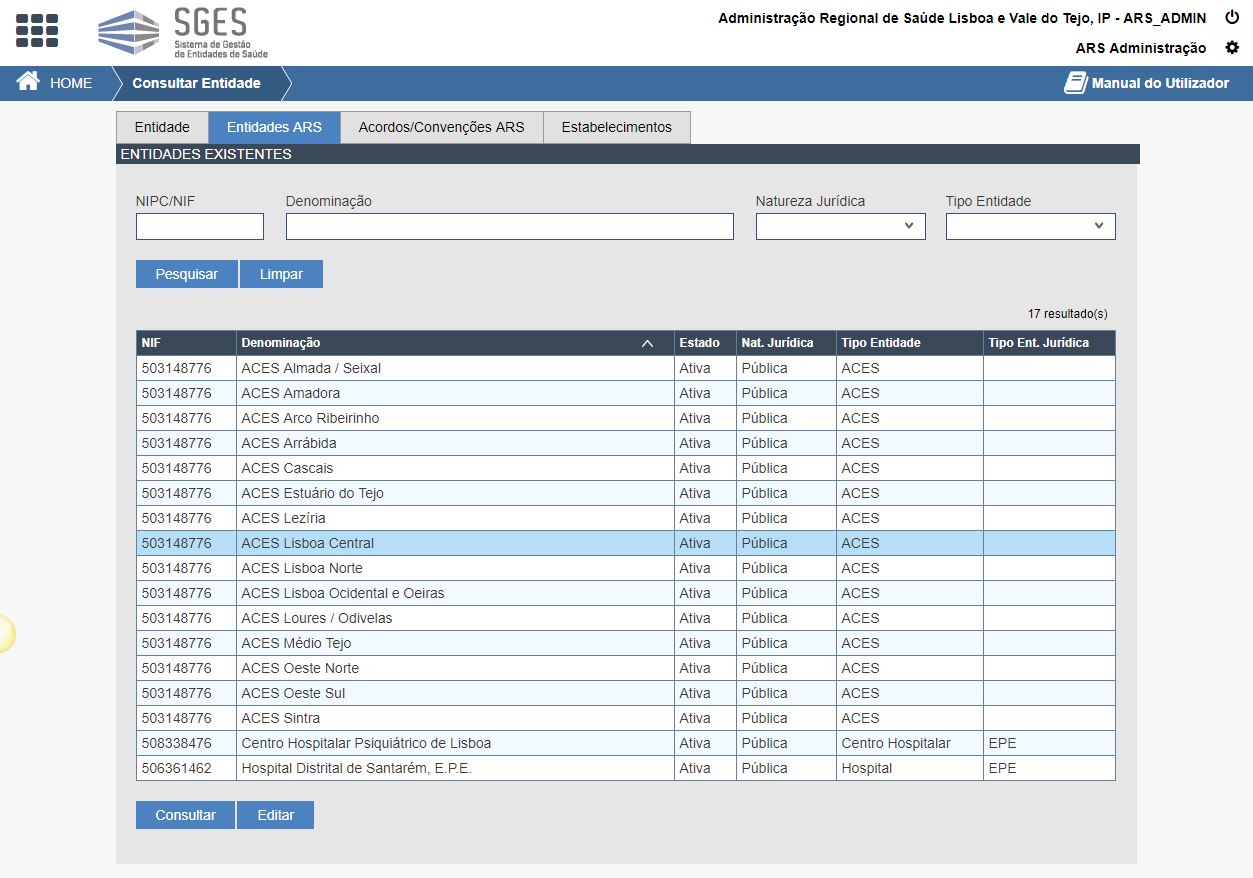 SGES
Sistema de Gestão
de Entidades de Saúde
Administração Regional de Saúde Lisboa e Vale do Tejo, IP - ARS_ADMIN
ARS Administração
HOME
Consultar Entidade
Manual do Utilizador
Entidade
Entidades ARS
Acordos/Convenções ARS
Estabelecimentos
ENTIDADES EXISTENTES
NIPC/NIF
Denominação
Natureza Jurídica
Tipo Entidade
Pesquisar
Limpar
17 resultado(s)
NIF Denominação Estado Nat. Jurídica Tipo Entidade Tipo Ent. Jurídica
503148776 ACES Almada / Seixal Ativa Pública ACES
503148776 ACES Amadora Ativa Pública ACES
503148776 ACES Arco Ribeirinho Ativa Pública ACES
503148776 ACES Arrábida Ativa Pública ACES
503148776 ACES Cascais Ativa Pública ACES
503148776 ACES Estuário do Tejo Ativa Pública ACES
503148776 ACES Lezíria Ativa Pública ACES
503148776 ACES Lisboa Central Ativa Pública ACES
503148776 ACES Lisboa Norte Ativa Pública ACES
503148776 ACES Lisboa Ocidental e Oeiras Ativa Pública ACES
503148776 ACES Loures / Odivelas Ativa Pública ACES
503148776 ACES Médio Tejo Ativa Pública ACES
503148776 ACES Oeste Norte Ativa Pública ACES
503148776 ACES Oeste Sul Ativa Pública ACES
503148776 ACES Sintra Ativa Pública ACES
508338476 Centro Hospitalar Psiquiátrico de Lisboa Ativa Pública Centro Hospitalar EPE
506361462 Hospital Distrital de Santarém, E.P.E. Ativa Pública Hospital EPE
Consultar
Editar